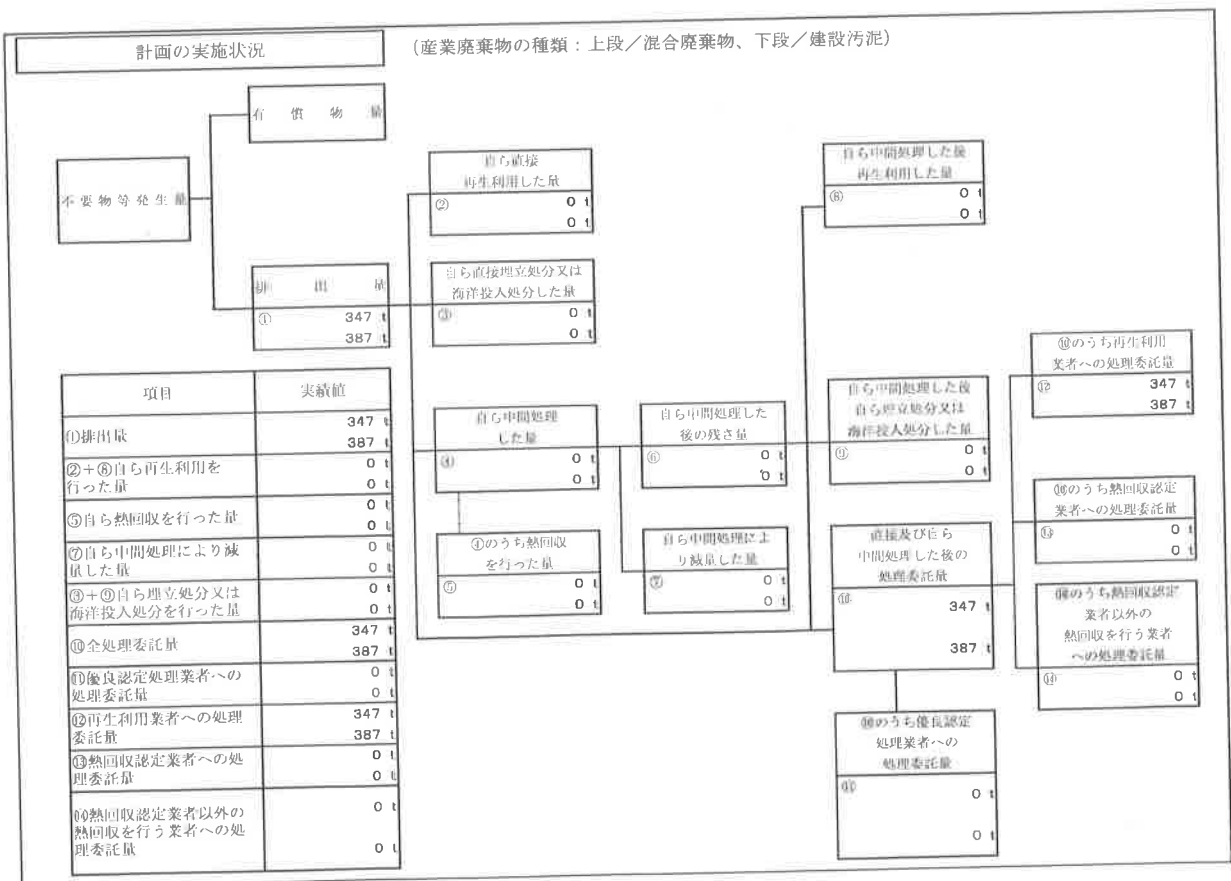 計画の実施状況
(産業廃棄物の種類：上段／混合廃棄物、下段／建設汚泥)
有償物量
不要物等発生量
排出量
① 347 t
387 t
自ら直接
再生利用した量
② 0 t
0 t
自ら直接埋立処分又は
海洋投入処分した量
③ 0 t
0 t
自ら中間処理
した量
④ 0 t
0 t
④のうち熱回収
を行った量
⑤ 0 t
0 t
自ら中間処理した
後の残さ量
⑥ 0 t
0 t
自ら中間処理によ
り減量した量
⑦ 0 t
0 t
自ら中間処理した後
再生利用した量
⑧ 0 t
0 t
自ら中間処理した後
自ら埋立処分又は
海洋投入処分した量
⑨ 0 t
0 t
直接及び自ら
中間処理した後の
処理委託量
⑩ 347 t
387 t
⑩のうち優良認定
処理業者への
処理委託量
⑪ 0 t
0 t
⑩のうち再生利用
業者への処理委託量
⑫ 347 t
387 t
⑩のうち熱回収認定
業者への処理委託量
⑬ 0 t
0 t
⑩のうち熱回収認定
業者以外の
熱回収を行う業者
への処理委託量
⑭ 0 t
0 t
項目 実績値
①排出量 347 t
387 t
②+⑧自ら再生利用を
行った量 0 t
0 t
⑤自ら熱回収を行った量 0 t
0 t
⑦自ら中間処理により減
量した量 0 t
0 t
③+⑨自ら埋立処分又は
海洋投入処分を行った量 0 t
0 t
⑩全処理委託量 347 t
387 t
⑪優良認定処理業者への
処理委託量 0 t
0 t
⑫再生利用業者への処理
委託量 347 t
387 t
⑬熱回収認定業者への処
理委託量 0 t
0 t
⑭熱回収認定業者以外の
熱回収を行う業者への処
理委託量 0 t
0 t